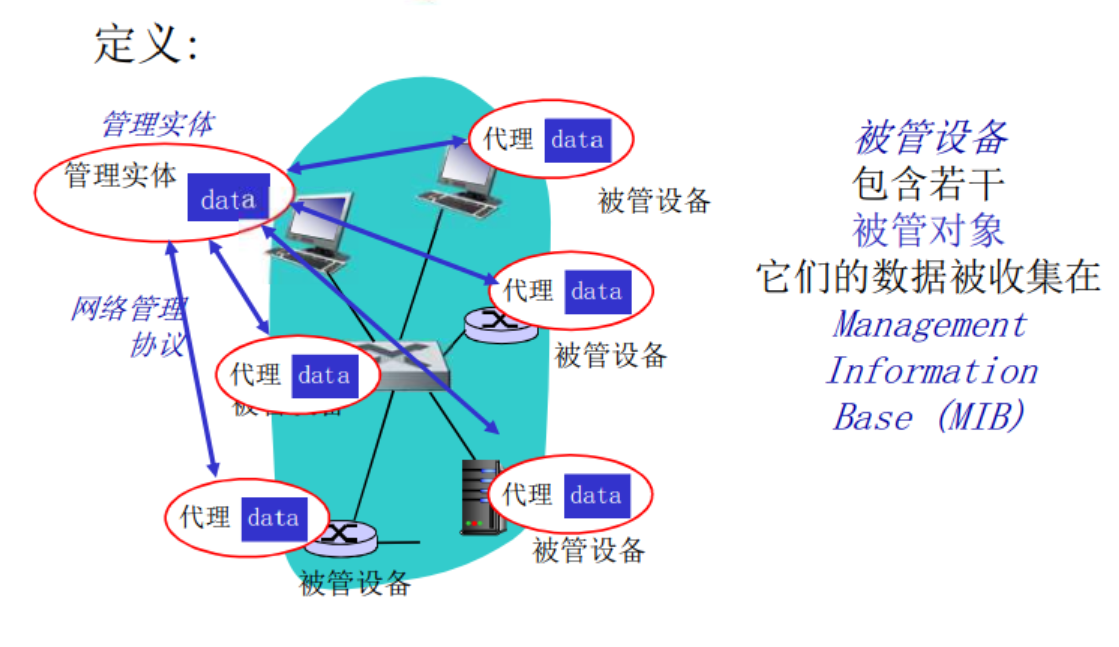 定义:
管理实体
管理实体 data
代理 data
被管设备
代理 data
被管设备
网络管理
协议
代理 data
代理 data
被管设备
代理 data
被管设备
被管设备
包含若干
被管对象
它们的数据被收集在
Management
Information
Base (MIB)